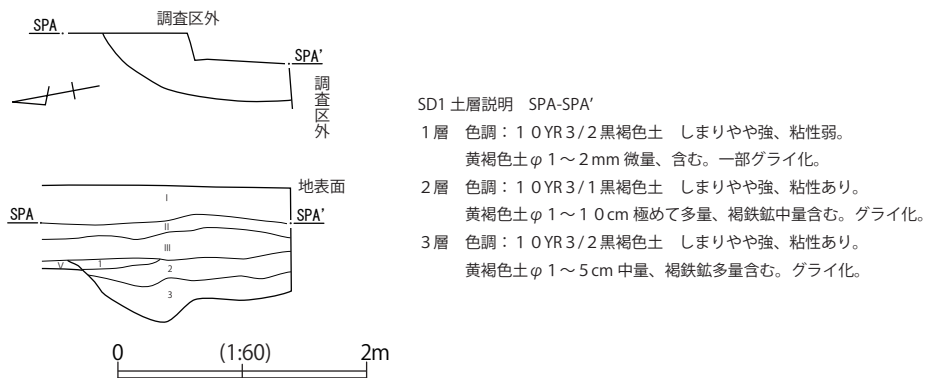 調査区外
SPA
SPA′
調査区外
地表面
SPA
SPA′
Ⅰ
Ⅱ
Ⅲ
Ⅴ
1
2
3
0 (1:60) 2m
SD1 土層説明 SPA-SPA′
1層 色調:10YR3/2黒褐色土 しまりやや強、粘性弱。
黄褐色土φ1~2mm 微量、含む。一部グライ化。
2層 色調:10YR3/1黒褐色土 しまりやや強、粘性あり。
黄褐色土φ1~10cm 極めて多量、褐鉄鉱中量含む。グライ化。
3層 色調:10YR3/2黒褐色土 しまりやや強、粘性あり。
黄褐色土φ1~5cm 中量、褐鉄鉱多量含む。グライ化。